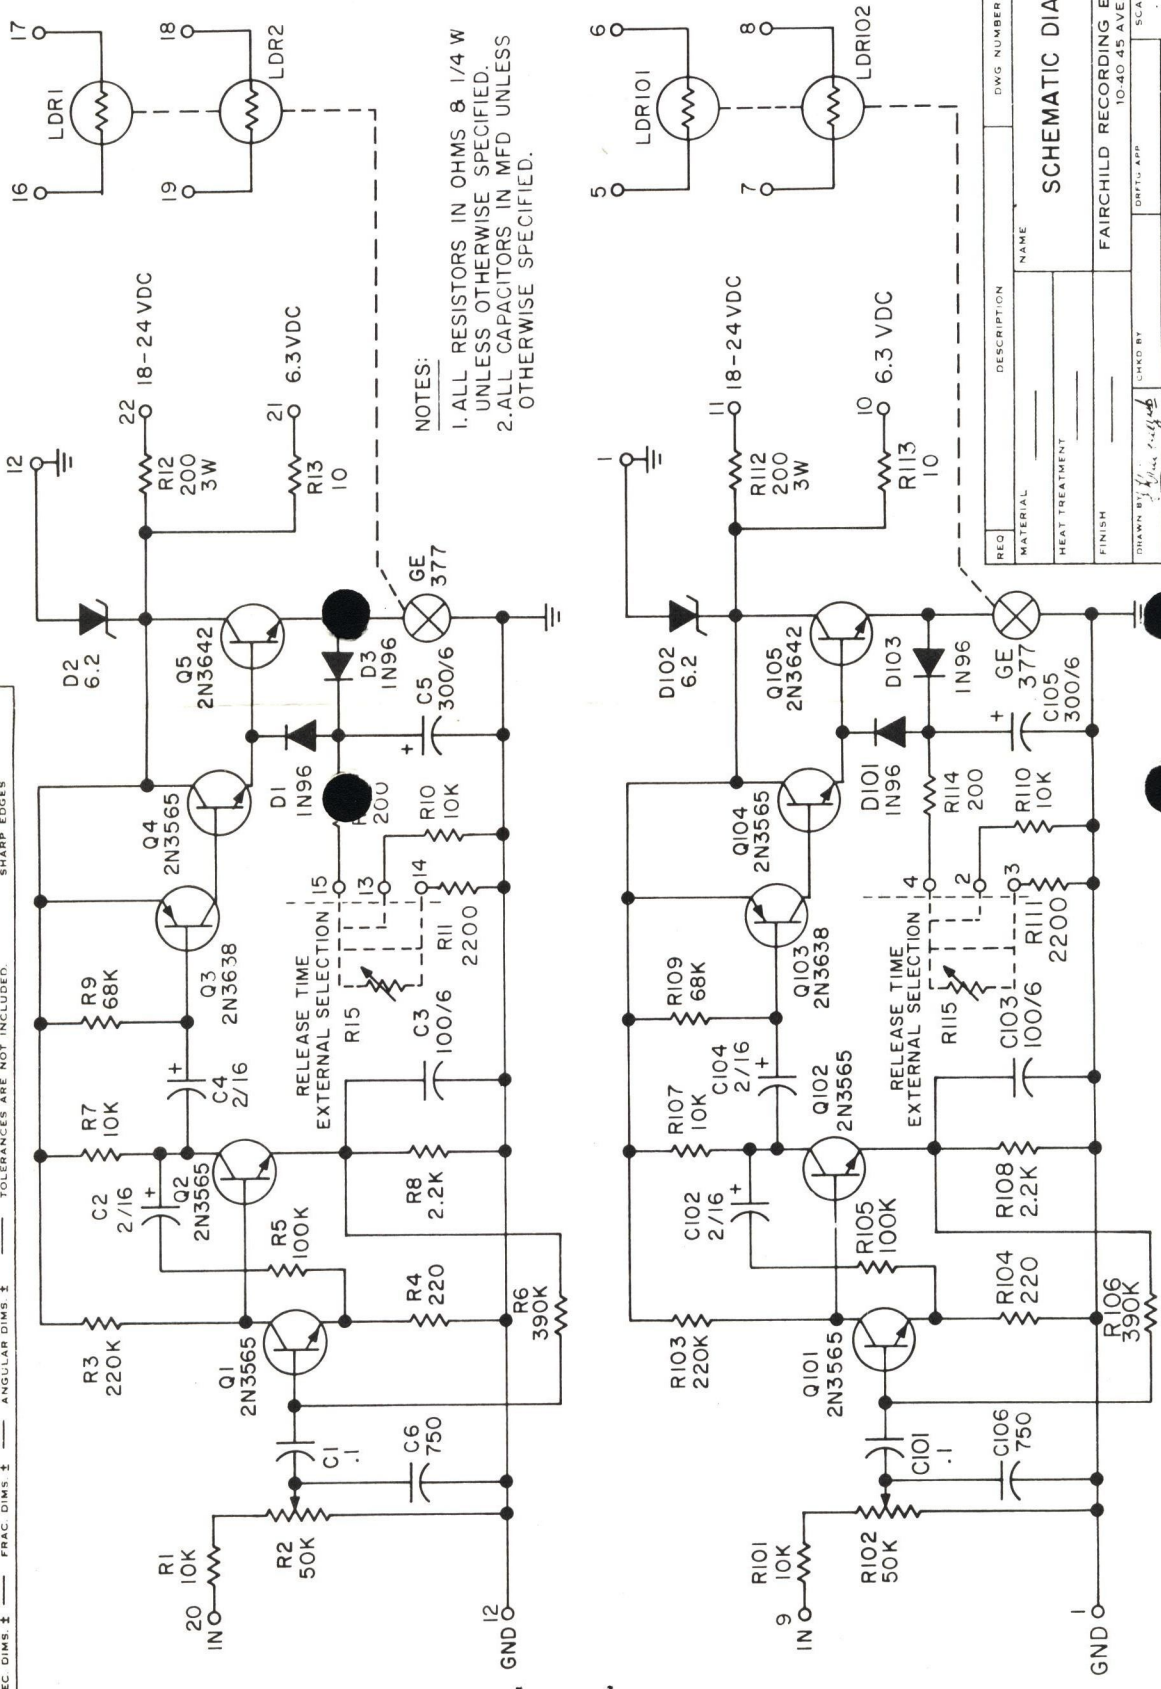 EC. DIMS. ± — FRAC. DIMS. ± — ANGULAR DIMS. ± — TOLERANCES ARE NOT INCLUDED. SHARP EDGES
IN 20
R1
10K
R2
50K
GND 12
C1
.1
C6
750
R3
220K
Q1
2N3565
R4
220
R5
100K
R6
390K
C2
2/16
+
R7
10K
Q2
2N3565
R8
2.2K
C4
2/16
+
C3
100/6
R9
68K
Q3
2N3638
Q4
2N3565
RELEASE TIME
EXTERNAL SELECTION
R15
15
13
14
R11
2200
R10
10K
200
D1
1N96
+
C5
300/6
D3
1N96
Q5
2N3642
D2
6.2
GE
377
12
22 18-24 VDC
R12
200
3W
21 6.3VDC
R13
10
16
17
LDR1
19
18
LDR2
NOTES:
1. ALL RESISTORS IN OHMS & 1/4 W
UNLESS OTHERWISE SPECIFIED.
2. ALL CAPACITORS IN MFD UNLESS
OTHERWISE SPECIFIED.
IN 9
R101
10K
R102
50K
GND 1
C101
.1
C106
750
R103
220K
Q101
2N3565
R104
220
R105
100K
R106
390K
C102
2/16
+
R107
10K
Q102
2N3565
R108
2.2K
C104
2/16
+
C103
100/6
R109
68K
Q103
2N3638
Q104
2N3565
RELEASE TIME
EXTERNAL SELECTION
R115
4
2
3
R111
2200
R110
10K
R114
200
D101
1N96
+
C105
300/6
D103
1N96
Q105
2N3642
D102
6.2
GE
377
1
11 18-24 VDC
R112
200
3W
10 6.3 VDC
R113
10
5
6
LDR101
7
8
LDR102
REQ DESCRIPTION DWG NUMBER
MATERIAL
NAME
SCHEMATIC DIA
HEAT TREATMENT
FINISH
FAIRCHILD RECORDING E
10-40 45 AVE
DRAWN BY
CHKD BY
DRFTG APP
SCA